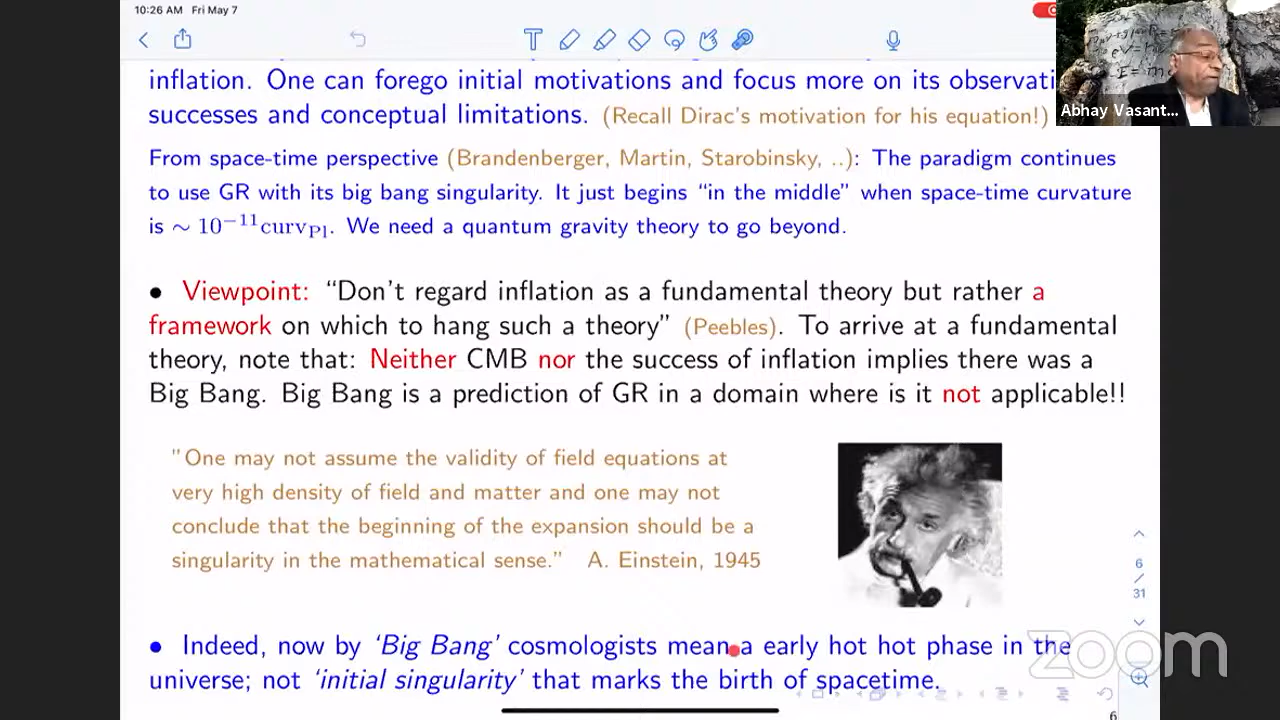 10:26 AM Fri May 7
inflation. One can forego initial motivations and focus more on its observati
successes and conceptual limitations. (Recall Dirac's motivation for his equation!)
Abhay Vasant...
From space-time perspective (Brandenberger, Martin, Starobinsky, ..): The paradigm continues
to use GR with its big bang singularity. It just begins "in the middle" when space-time curvature
is ∼ 10⁻¹¹curv_Pl. We need a quantum gravity theory to go beyond.
• Viewpoint: "Don't regard inflation as a fundamental theory but rather a
framework on which to hang such a theory" (Peebles). To arrive at a fundamental
theory, note that: Neither CMB nor the success of inflation implies there was a
Big Bang. Big Bang is a prediction of GR in a domain where is it not applicable!!
"One may not assume the validity of field equations at
very high density of field and matter and one may not
conclude that the beginning of the expansion should be a
singularity in the mathematical sense." A. Einstein, 1945
6
/
31
• Indeed, now by 'Big Bang' cosmologists mean a early hot hot phase in the
universe; not 'initial singularity' that marks the birth of spacetime.
zoom
6